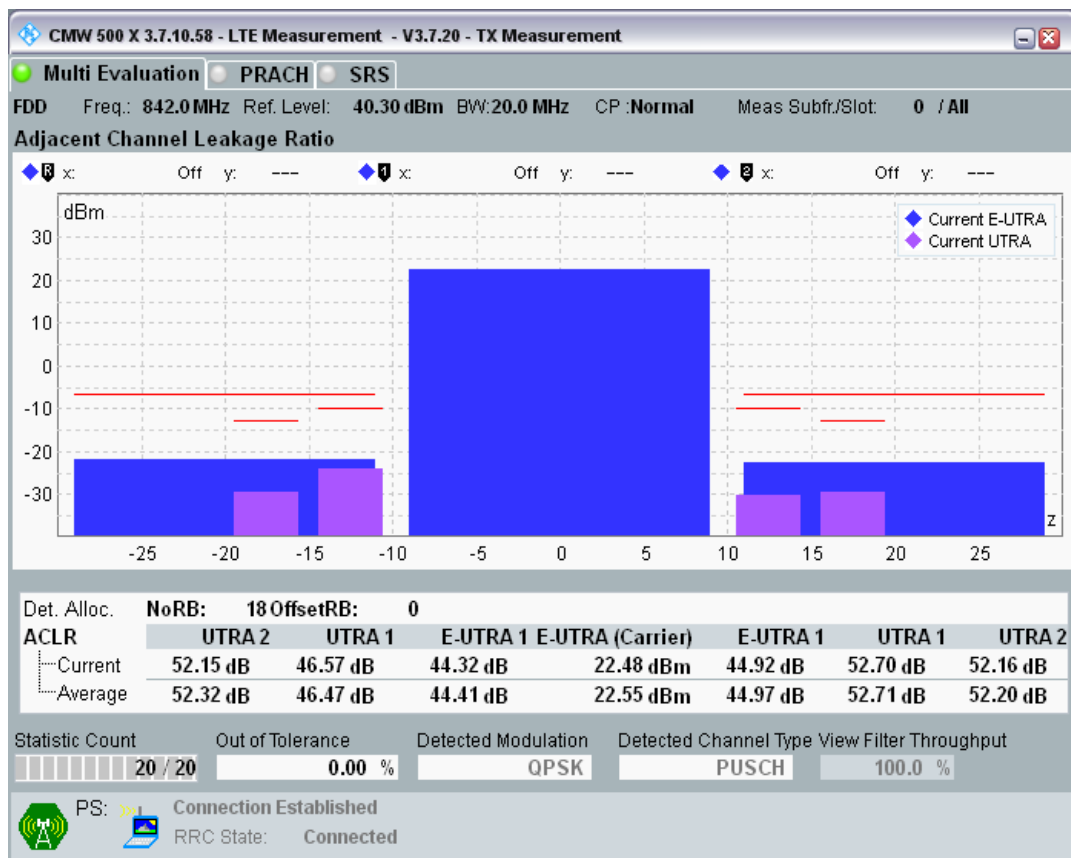 CMW 500 X 3.7.10.58 - LTE Measurement - V3.7.20 - TX Measurement
Multi Evaluation PRACH SRS
FDD Freq.: 842.0 MHz Ref. Level: 40.30 dBm BW:20.0 MHz CP :Normal Meas Subfr./Slot: 0 / All
Adjacent Channel Leakage Ratio
R x: Off y: --- 1 x: Off y: --- 2 x: Off y: ---
dBm
Current E-UTRA
Current UTRA
30
20
10
0
-10
-20
-30
z
-25 -20 -15 -10 -5 0 5 10 15 20 25
Det. Alloc. NoRB: 18 OffsetRB: 0
ACLR UTRA 2 UTRA 1 E-UTRA 1 E-UTRA (Carrier) E-UTRA 1 UTRA 1 UTRA 2
Current 52.15 dB 46.57 dB 44.32 dB 22.48 dBm 44.92 dB 52.70 dB 52.16 dB
Average 52.32 dB 46.47 dB 44.41 dB 22.55 dBm 44.97 dB 52.71 dB 52.20 dB
Statistic Count Out of Tolerance Detected Modulation Detected Channel Type View Filter Throughput
20 / 20 0.00 % QPSK PUSCH 100.0 %
PS: Connection Established
RRC State: Connected